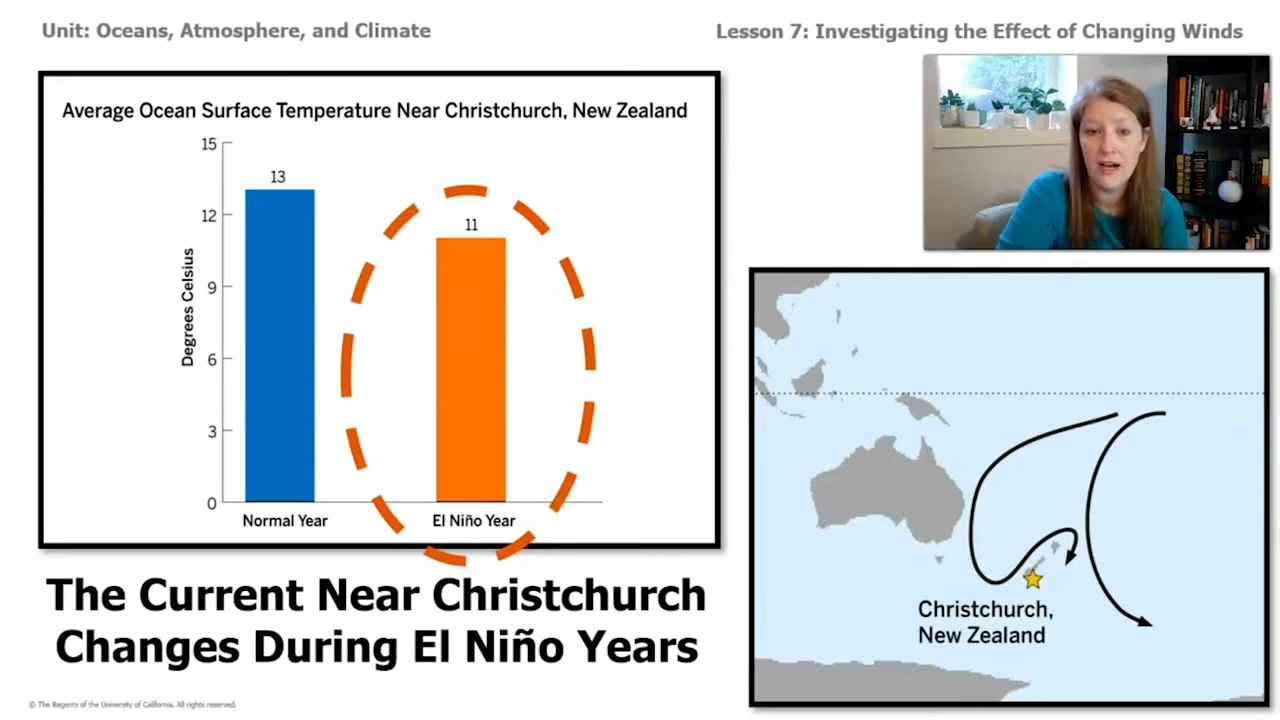 Unit: Oceans, Atmosphere, and Climate
Lesson 7: Investigating the Effect of Changing Winds
Average Ocean Surface Temperature Near Christchurch, New Zealand
Degrees Celsius
15
12
9
6
3
0
13
11
Normal Year
El Niño Year
The Current Near Christchurch
Changes During El Niño Years
Christchurch,
New Zealand
© The Regents of the University of California. All rights reserved.